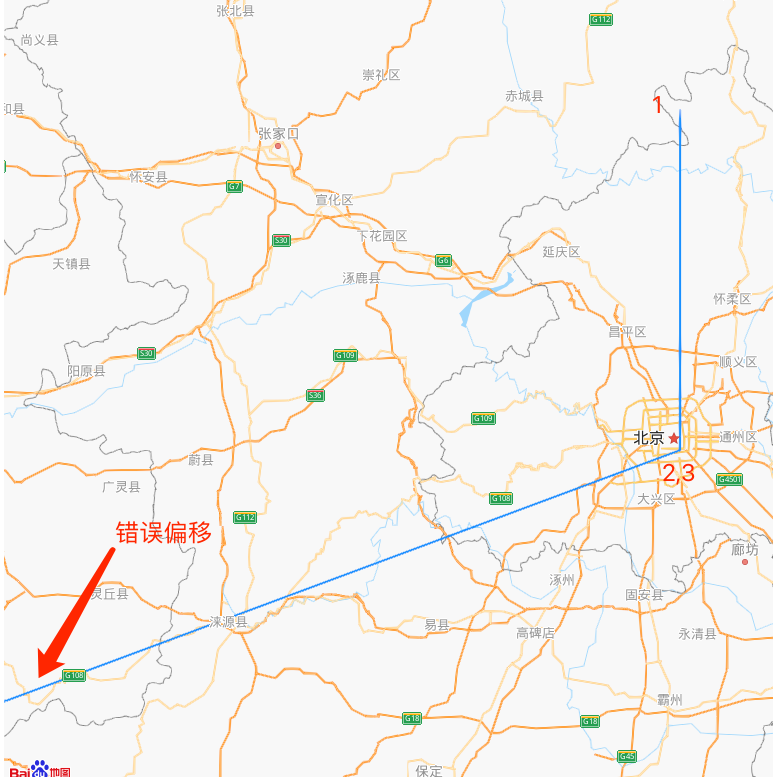 张北县
G112
尚义县
崇礼区
赤城县
1
和县
张家口
怀安县
G7
宣化区
下花园区
S30
延庆区
G6
天镇县
涿鹿县
怀柔区
昌平区
S30
G109
顺义区
阳原县
S36
G109
北京
通州区
蔚县
2,3
G4501
广灵县
G108
大兴区
G112
错误偏移
廊坊
涿州
灵丘县
固安县
涞源县
易县
高碑店
永清县
G108
霸州
G18
G18
G45
保定
Bai du 地图